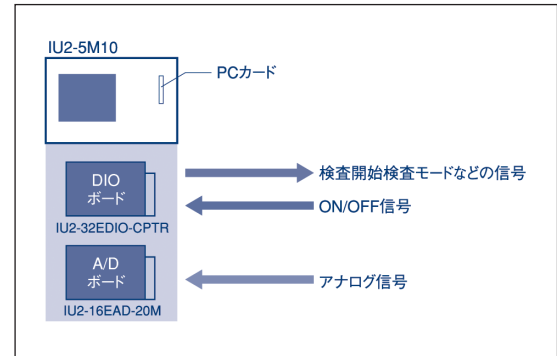 IU2-5M10
PCカード
DIO
ボード
検査開始検査モードなどの信号
ON/OFF信号
IU2-32EDIO-CPTR
A/D
ボード
アナログ信号
IU2-16EAD-20M